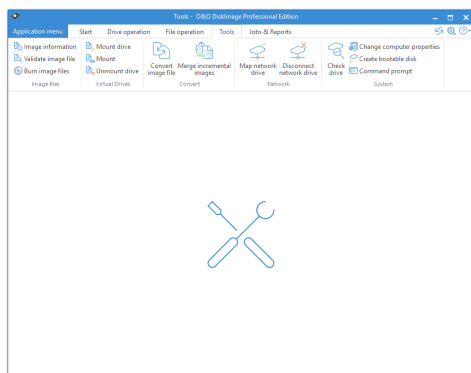 Tools - O&O DiskImage Professional Edition
Application menu Start Drive operation File operation Tools Jobs & Reports
Image information
Validate image file
Burn image files
Image files
Mount drive
Mount
Unmount drive
Virtual Drives
Convert image file
Merge incremental images
Convert
Map network drive
Disconnect network drive
Network
Check drive
Change computer properties
Create bootable disk
Command prompt
System